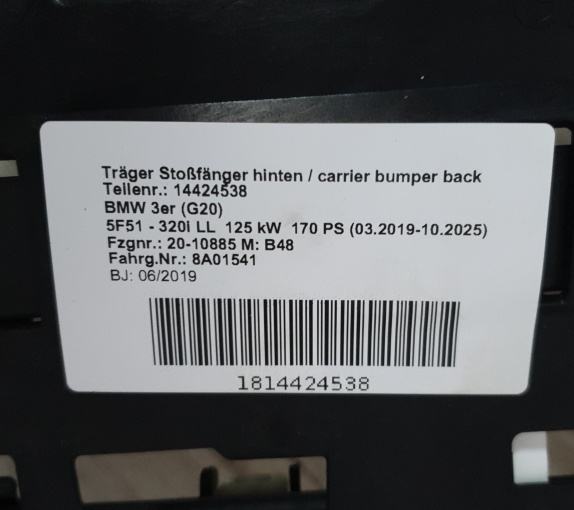 Träger Stoßfänger hinten / carrier bumper back
Teilenr.: 14424538
BMW 3er (G20)
5F51 - 320i LL 125 kW 170 PS (03.2019-10.2025)
Fzgnr.: 20-10885 M: B48
Fahrg.Nr.: 8A01541
BJ: 06/2019
1814424538